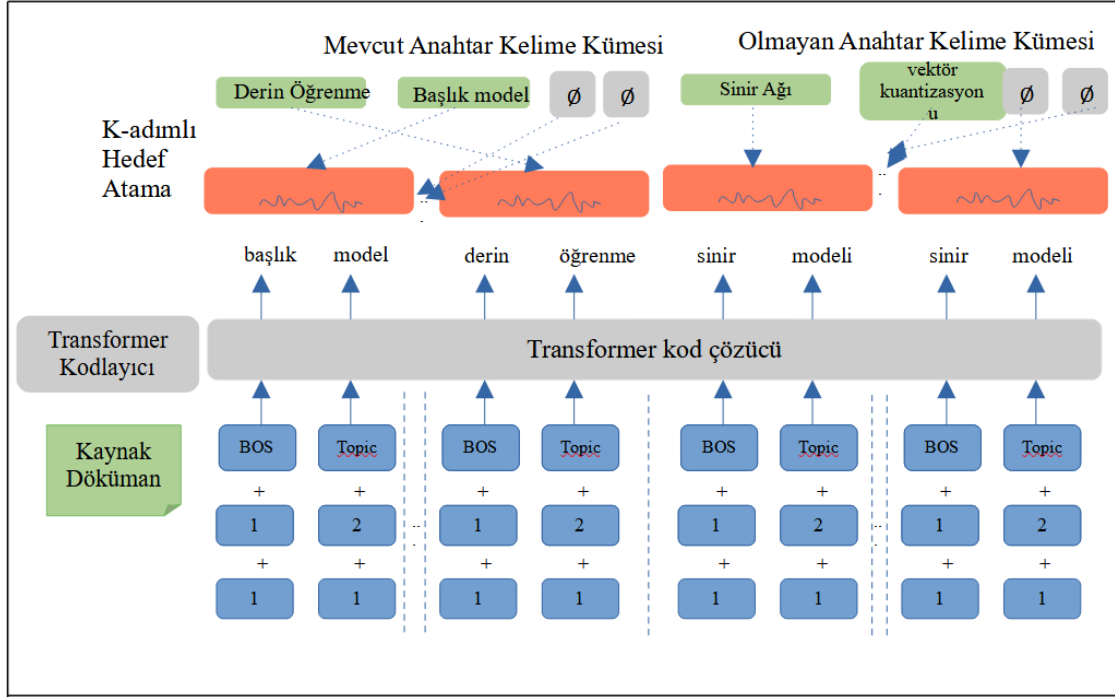 Mevcut Anahtar Kelime Kümesi
Olmayan Anahtar Kelime Kümesi
Derin Öğrenme
Başlık model
Ø
Ø
Sinir Ağı
vektör
kuantizasyon
u
Ø
Ø
K-adımlı
Hedef
Atama
başlık model derin öğrenme sinir modeli sinir modeli
Transformer
Kodlayıcı
Transformer kod çözücü
Kaynak
Döküman
BOS Topic BOS Topic BOS Topic BOS Topic
+ + + + + + + +
1 2 1 2 1 2 1 2
+ + + + + + + +
1 1 1 1 1 1 1 1